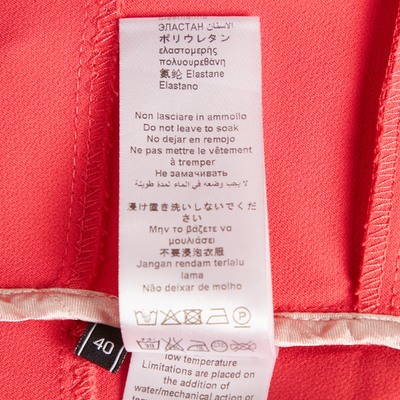 ЭЛАСТАН الاستان
ポリウレタン
ελαστομερής
πολυουρεθάνη
氨纶 Elastane
Elastano
Non lasciare in ammollo
Do not leave to soak
No dejar en remojo
Ne pas mettre le vêtement
à tremper
Не замачивать
لا يجب وضعه في الماء لمدة طويلة
浸け置き洗いしないでくだ
さい
Μην το βάζετε να
μουλιάσει
不要浸泡衣服
Jangan rendam terlalu
lama
Não deixar de molho
P
40
low temperature
Limitations are placed on
the addition of
water/mechanical action or